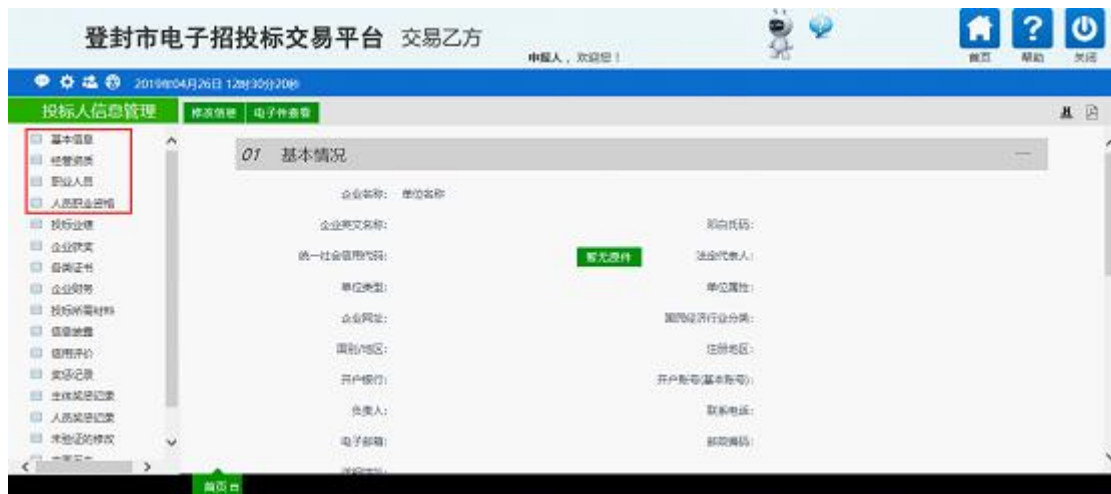 登封市电子招投标交易平台 交易乙方
申报人，欢迎您！
首页 帮助 关闭
2019年04月26日 12时30分20秒
投标人信息管理 修改信息 电子件查看
基本信息
经营资质
职业人员
人员职业资格
投标业绩
企业获奖
各类证书
企业财务
投标所需材料
信息披露
信用评价
奖惩记录
主体奖惩记录
人员奖惩记录
未验证的修改
01 基本情况
企业名称： 单位名称
企业英文名称： 邓白氏码：
统一社会信用代码： 暂无原件 法定代表人：
单位类型： 单位属性：
企业网址： 国民经济行业分类：
国别/地区： 注册地区：
开户银行： 开户账号(基本账号)：
负责人： 联系电话：
电子邮箱： 邮政编码：
首页